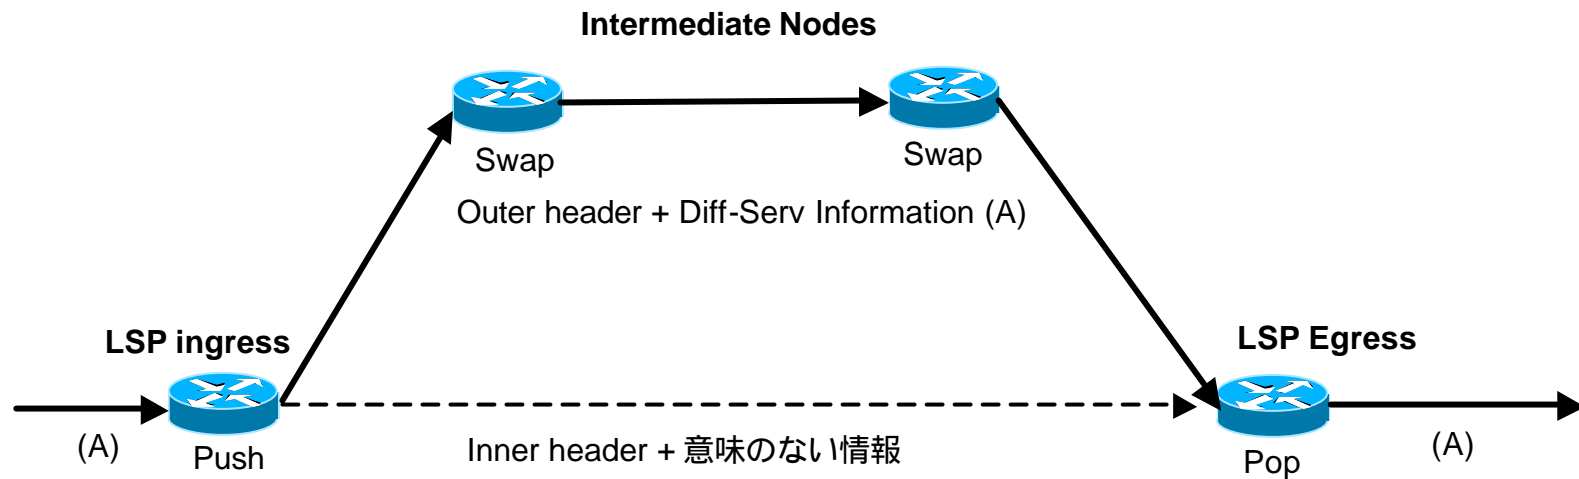 Intermediate Nodes
Swap
Swap
Outer header + Diff-Serv Information (A)
LSP ingress
LSP Egress
(A)
Push
Inner header + 意味のない情報
Pop
(A)